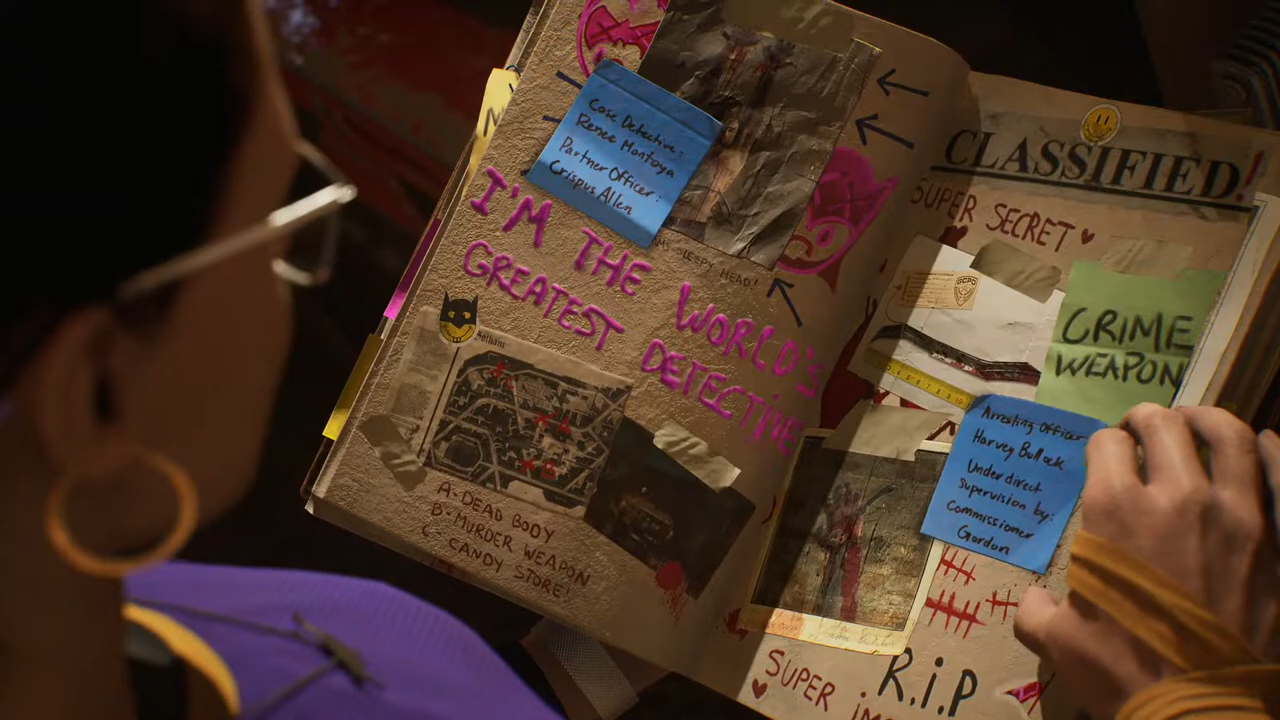 Case Detective:
Renee Montoya
Partner Officer:
Crispus Allen
SLEEPY HEAD!
I'M THE WORLD'S
GREATEST DETECTIVE
Gotham
A
B
A-DEAD BODY
B-MURDER WEAPON
C-CANDY STORE!
CLASSIFIED!
SUPER SECRET
GCPD
CRIME
WEAPON
Arresting Officer
Harvey Bullock
Under direct
supervision by:
Commissioner
Gordon
R.i.P
SUPER